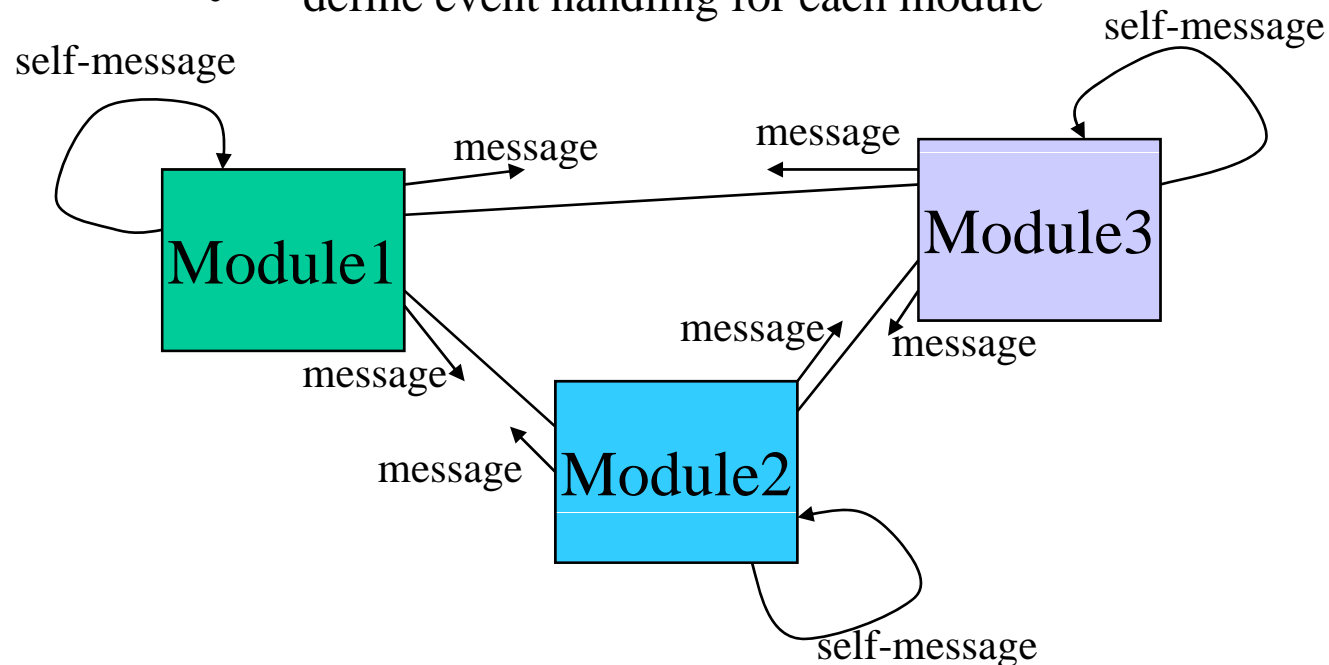 define event handling for each module
self-message
self-message
message
message
Module1
Module3
message
message
message
message
Module2
self-message